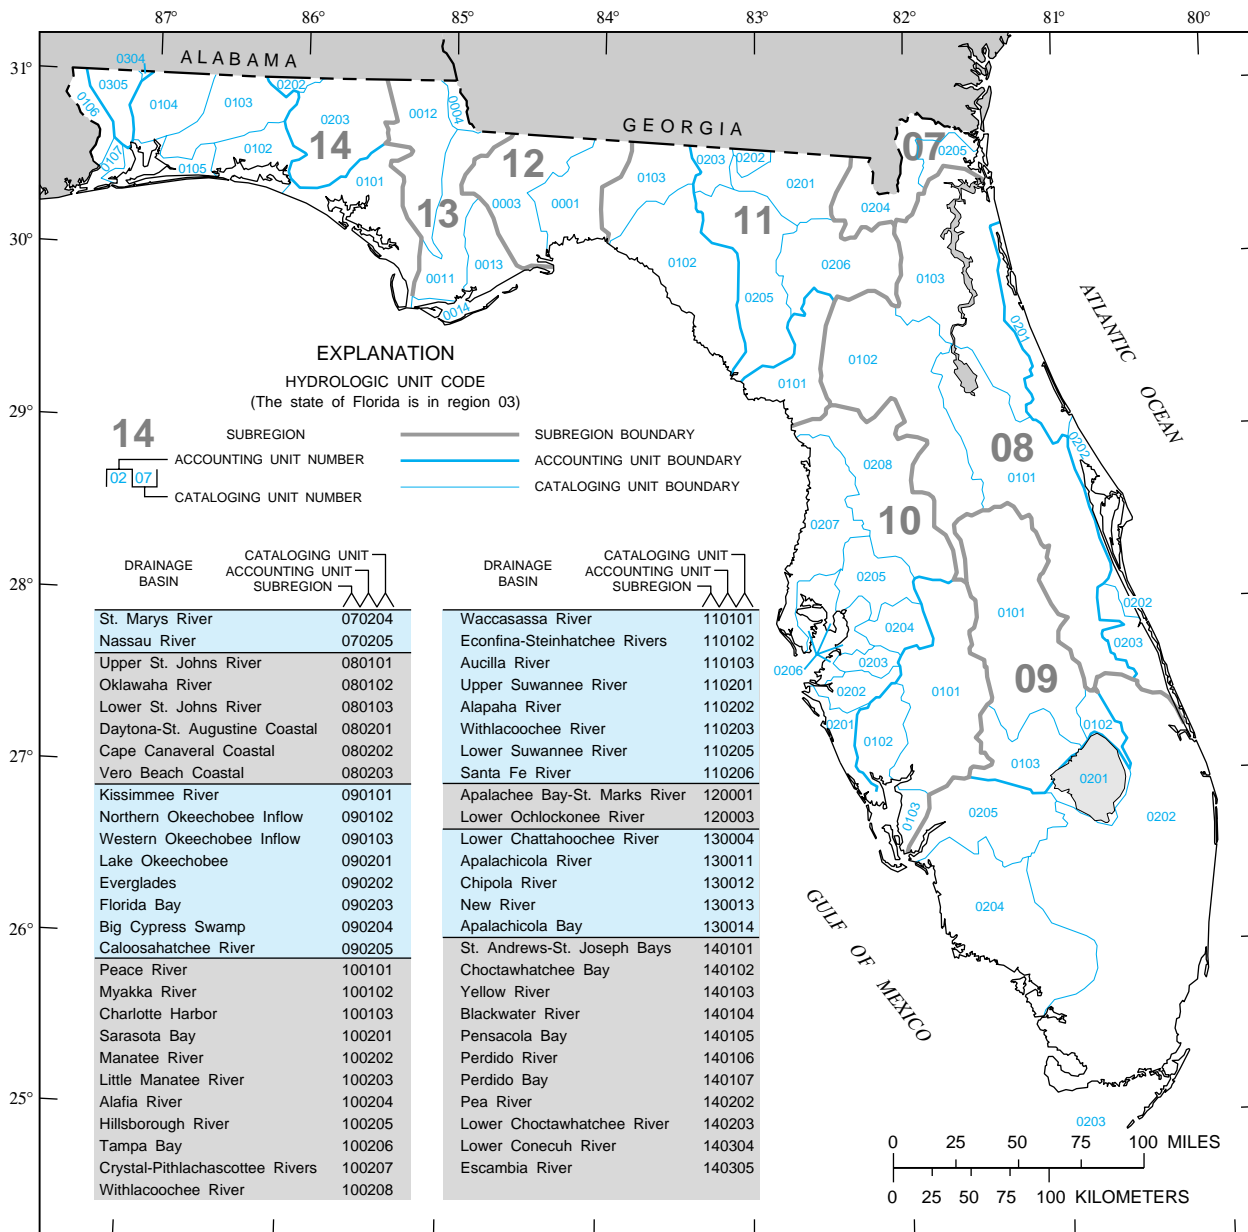 87° 86° 85° 84° 83° 82° 81° 80°
31°
30°
29°
28°
27°
26°
25°
ALABAMA
GEORGIA
ATLANTIC OCEAN
GULF OF MEXICO
0304
0305
0106
0107
0104
0103
0105
0102
0202
0203
14
0101
0012
0004
13
0011
0013
0014
12
0003
0001
0103
0102
0203
0202
0201
11
0205
0206
0101
0204
07
0205
0103
0201
0102
08
0101
0202
0208
10
0207
0205
0204
0206
0203
0202
0201
0101
0102
0103
0101
09
0202
0203
0102
0103
0201
0205
0202
0204
0203
EXPLANATION
HYDROLOGIC UNIT CODE
(The state of Florida is in region 03)
14 SUBREGION
ACCOUNTING UNIT NUMBER
02 07
CATALOGING UNIT NUMBER
SUBREGION BOUNDARY
ACCOUNTING UNIT BOUNDARY
CATALOGING UNIT BOUNDARY
DRAINAGE BASIN
CATALOGING UNIT
ACCOUNTING UNIT
SUBREGION
St. Marys River 070204
Nassau River 070205
Upper St. Johns River 080101
Oklawaha River 080102
Lower St. Johns River 080103
Daytona-St. Augustine Coastal 080201
Cape Canaveral Coastal 080202
Vero Beach Coastal 080203
Kissimmee River 090101
Northern Okeechobee Inflow 090102
Western Okeechobee Inflow 090103
Lake Okeechobee 090201
Everglades 090202
Florida Bay 090203
Big Cypress Swamp 090204
Caloosahatchee River 090205
Peace River 100101
Myakka River 100102
Charlotte Harbor 100103
Sarasota Bay 100201
Manatee River 100202
Little Manatee River 100203
Alafia River 100204
Hillsborough River 100205
Tampa Bay 100206
Crystal-Pithlachascottee Rivers 100207
Withlacoochee River 100208
DRAINAGE BASIN
CATALOGING UNIT
ACCOUNTING UNIT
SUBREGION
Waccasassa River 110101
Econfina-Steinhatchee Rivers 110102
Aucilla River 110103
Upper Suwannee River 110201
Alapaha River 110202
Withlacoochee River 110203
Lower Suwannee River 110205
Santa Fe River 110206
Apalachee Bay-St. Marks River 120001
Lower Ochlockonee River 120003
Lower Chattahoochee River 130004
Apalachicola River 130011
Chipola River 130012
New River 130013
Apalachicola Bay 130014
St. Andrews-St. Joseph Bays 140101
Choctawhatchee Bay 140102
Yellow River 140103
Blackwater River 140104
Pensacola Bay 140105
Perdido River 140106
Perdido Bay 140107
Pea River 140202
Lower Choctawhatchee River 140203
Lower Conecuh River 140304
Escambia River 140305
0 25 50 75 100 MILES
0 25 50 75 100 KILOMETERS